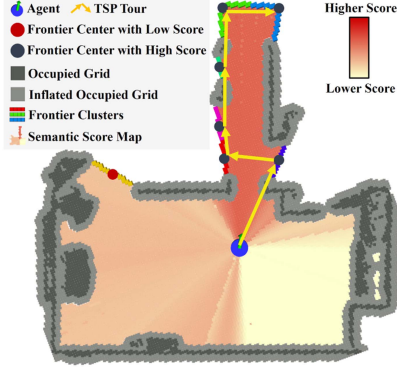 Agent
TSP Tour
Frontier Center with Low Score
Frontier Center with High Score
Occupied Grid
Inflated Occupied Grid
Frontier Clusters
Semantic Score Map
Higher Score
Lower Score